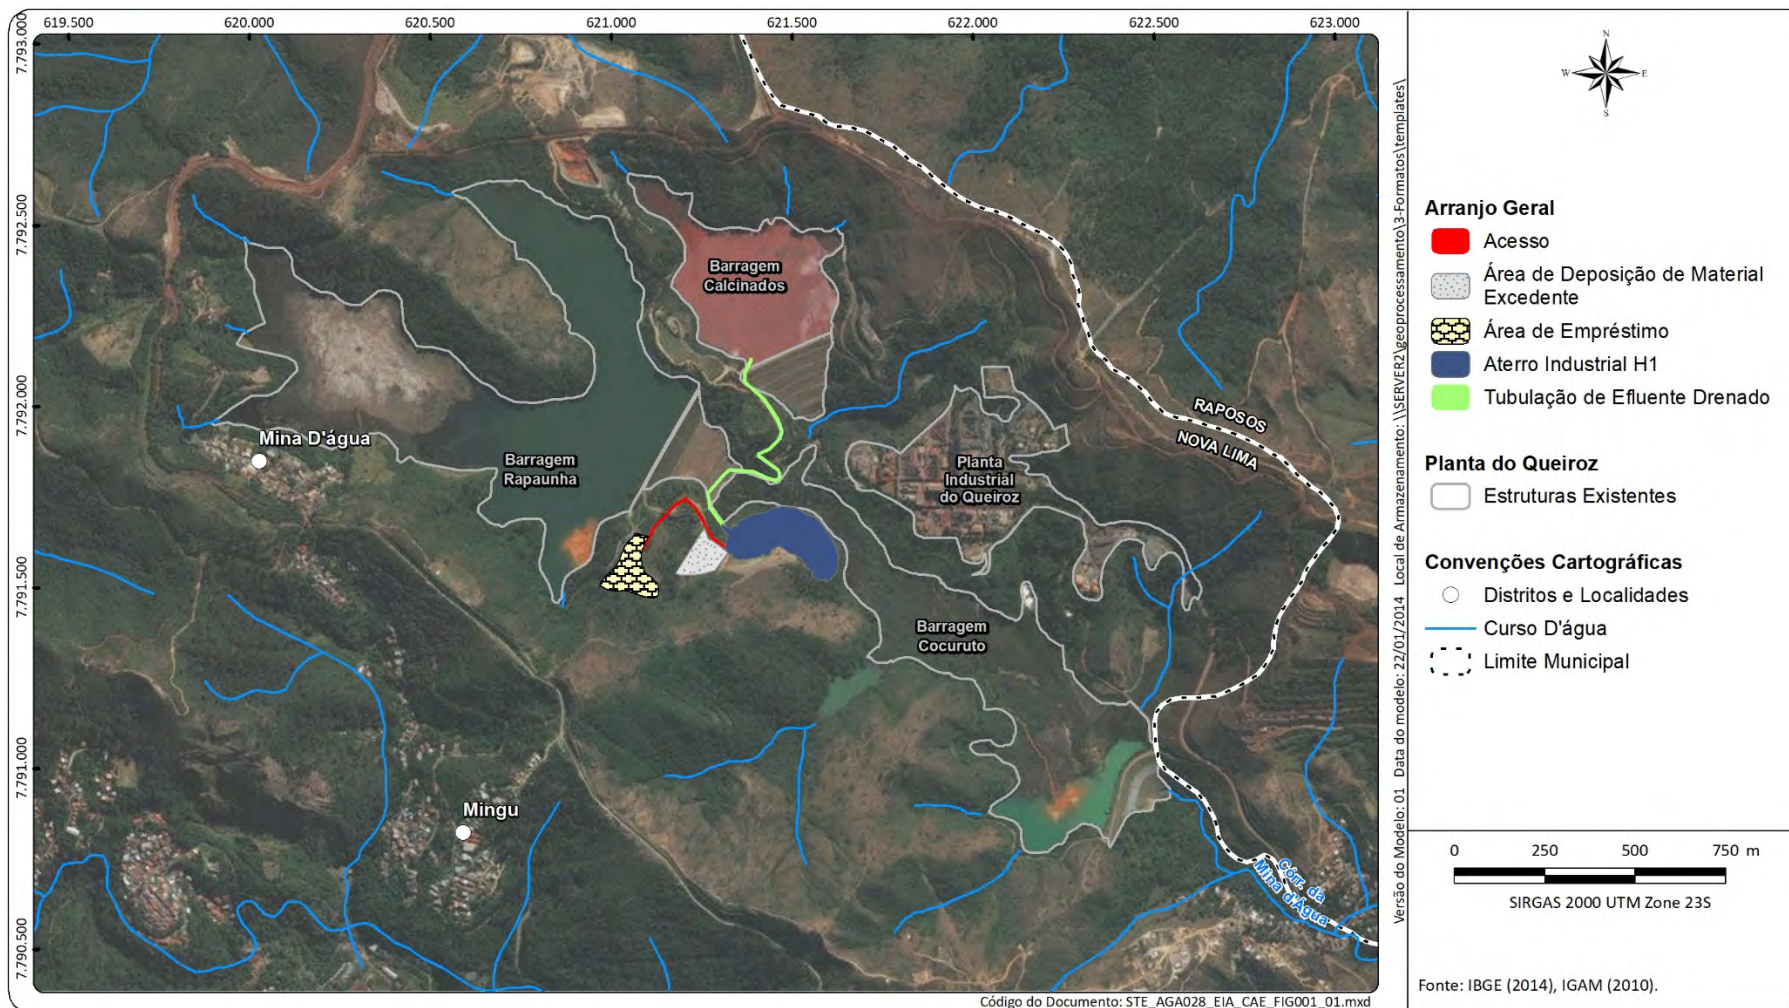 619.500
620.000
620.500
621.000
621.500
622.000
622.500
623.000
7.793.000
7.792.500
7.792.000
7.791.500
7.791.000
7.790.500
Barragem
Calcinados
Mina D'água
Barragem
Rapaunha
Planta
Industrial
do Queiroz
RAPOSOS
NOVA LIMA
Barragem
Cocuruto
Mingu
Córr. da
Mina d'Água
Código do Documento: STE_AGA028_EIA_CAE_FIG001_01.mxd
Versão do Modelo: 01 Data do modelo: 22/01/2014 Local de Armazenamento: \\SERVER2\geoprocessamento\3-Formatos\templates\
N
W
E
S
Arranjo Geral
Acesso
Área de Deposição de Material
Excedente
Área de Empréstimo
Aterro Industrial H1
Tubulação de Efluente Drenado
Planta do Queiroz
Estruturas Existentes
Convenções Cartográficas
Distritos e Localidades
Curso D'água
Limite Municipal
0 250 500 750 m
SIRGAS 2000 UTM Zone 23S
Fonte: IBGE (2014), IGAM (2010).